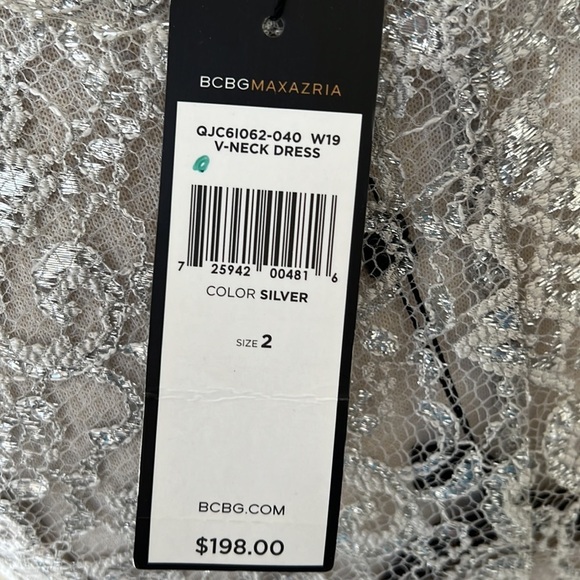 BCBGMAXAZRIA
QJC6I062-040 W19
V-NECK DRESS
7 25942 00481 6
COLOR SILVER
SIZE 2
BCBG.COM
$198.00